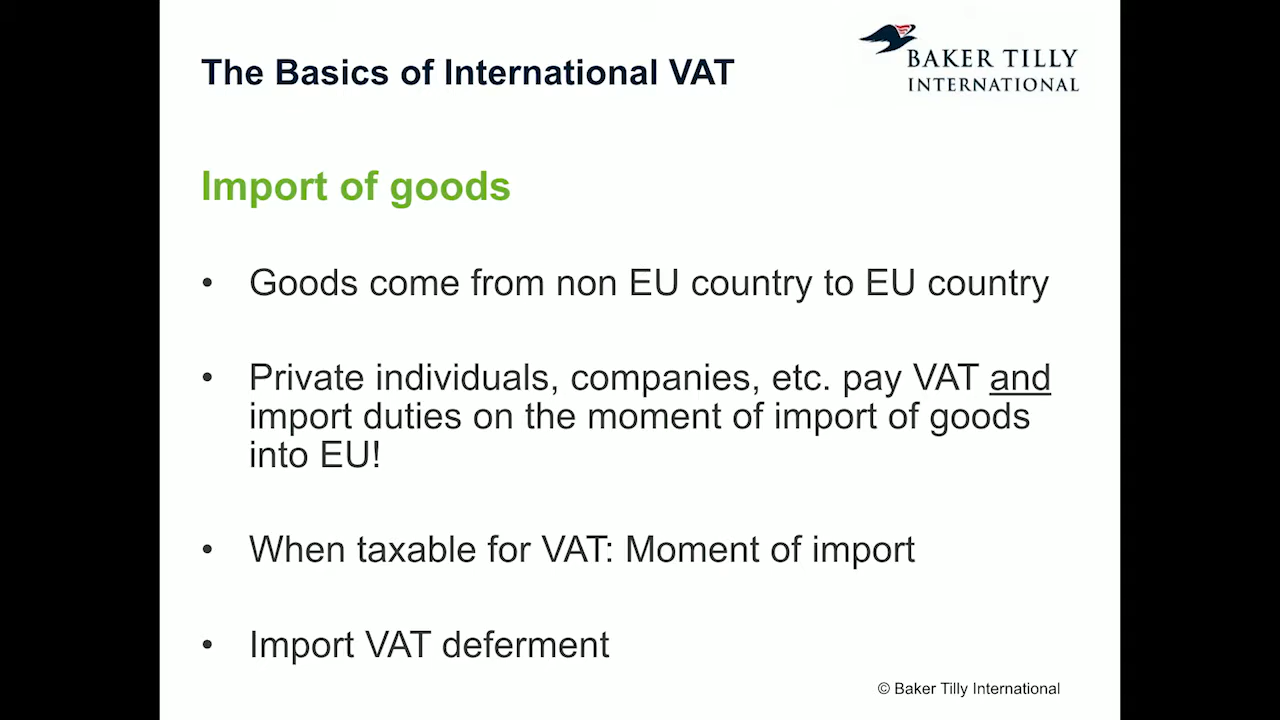 The Basics of International VAT
BAKER TILLY
INTERNATIONAL
Import of goods
• Goods come from non EU country to EU country
• Private individuals, companies, etc. pay VAT and
import duties on the moment of import of goods
into EU!
• When taxable for VAT: Moment of import
• Import VAT deferment
© Baker Tilly International